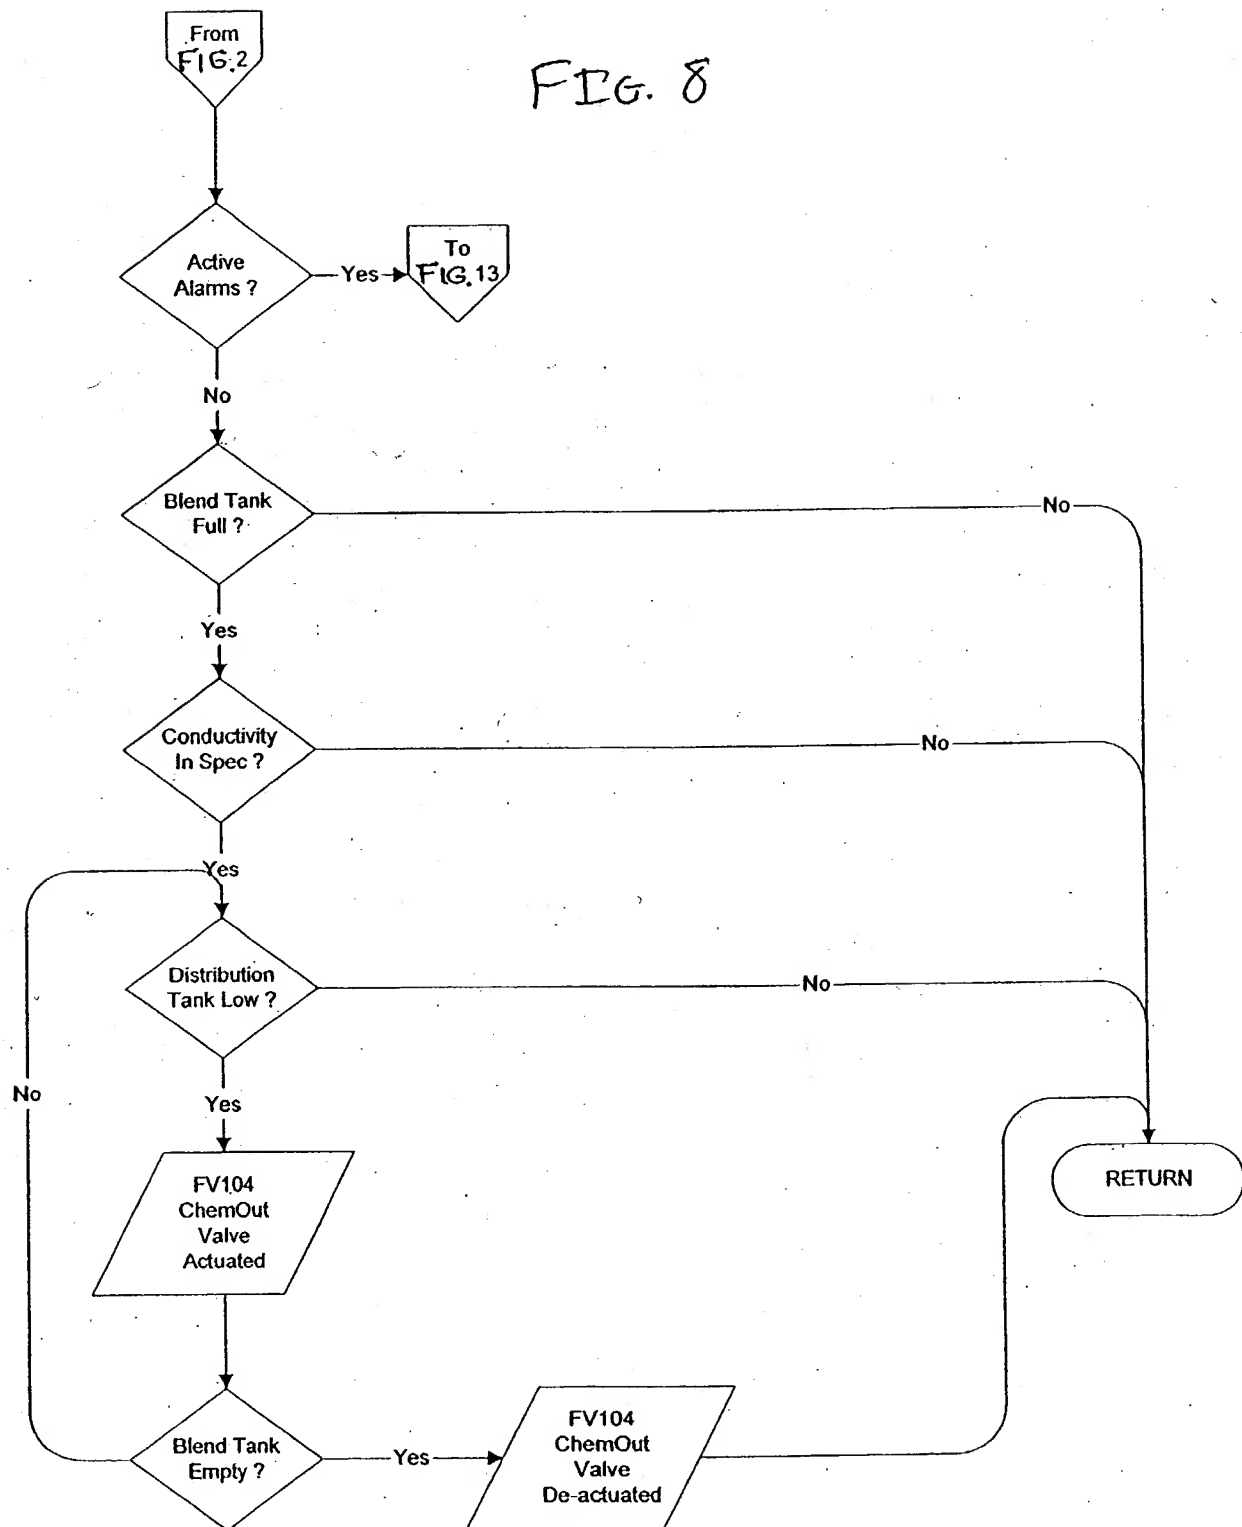 From
FIG. 2
FIG. 8
Active
Alarms ?
Yes
To
FIG. 13
No
Blend Tank
Full ?
No
Yes
Conductivity
In Spec ?
No
Yes
Distribution
Tank Low ?
No
No
Yes
FV104
ChemOut
Valve
Actuated
RETURN
Blend Tank
Empty ?
Yes
FV104
ChemOut
Valve
De-actuated